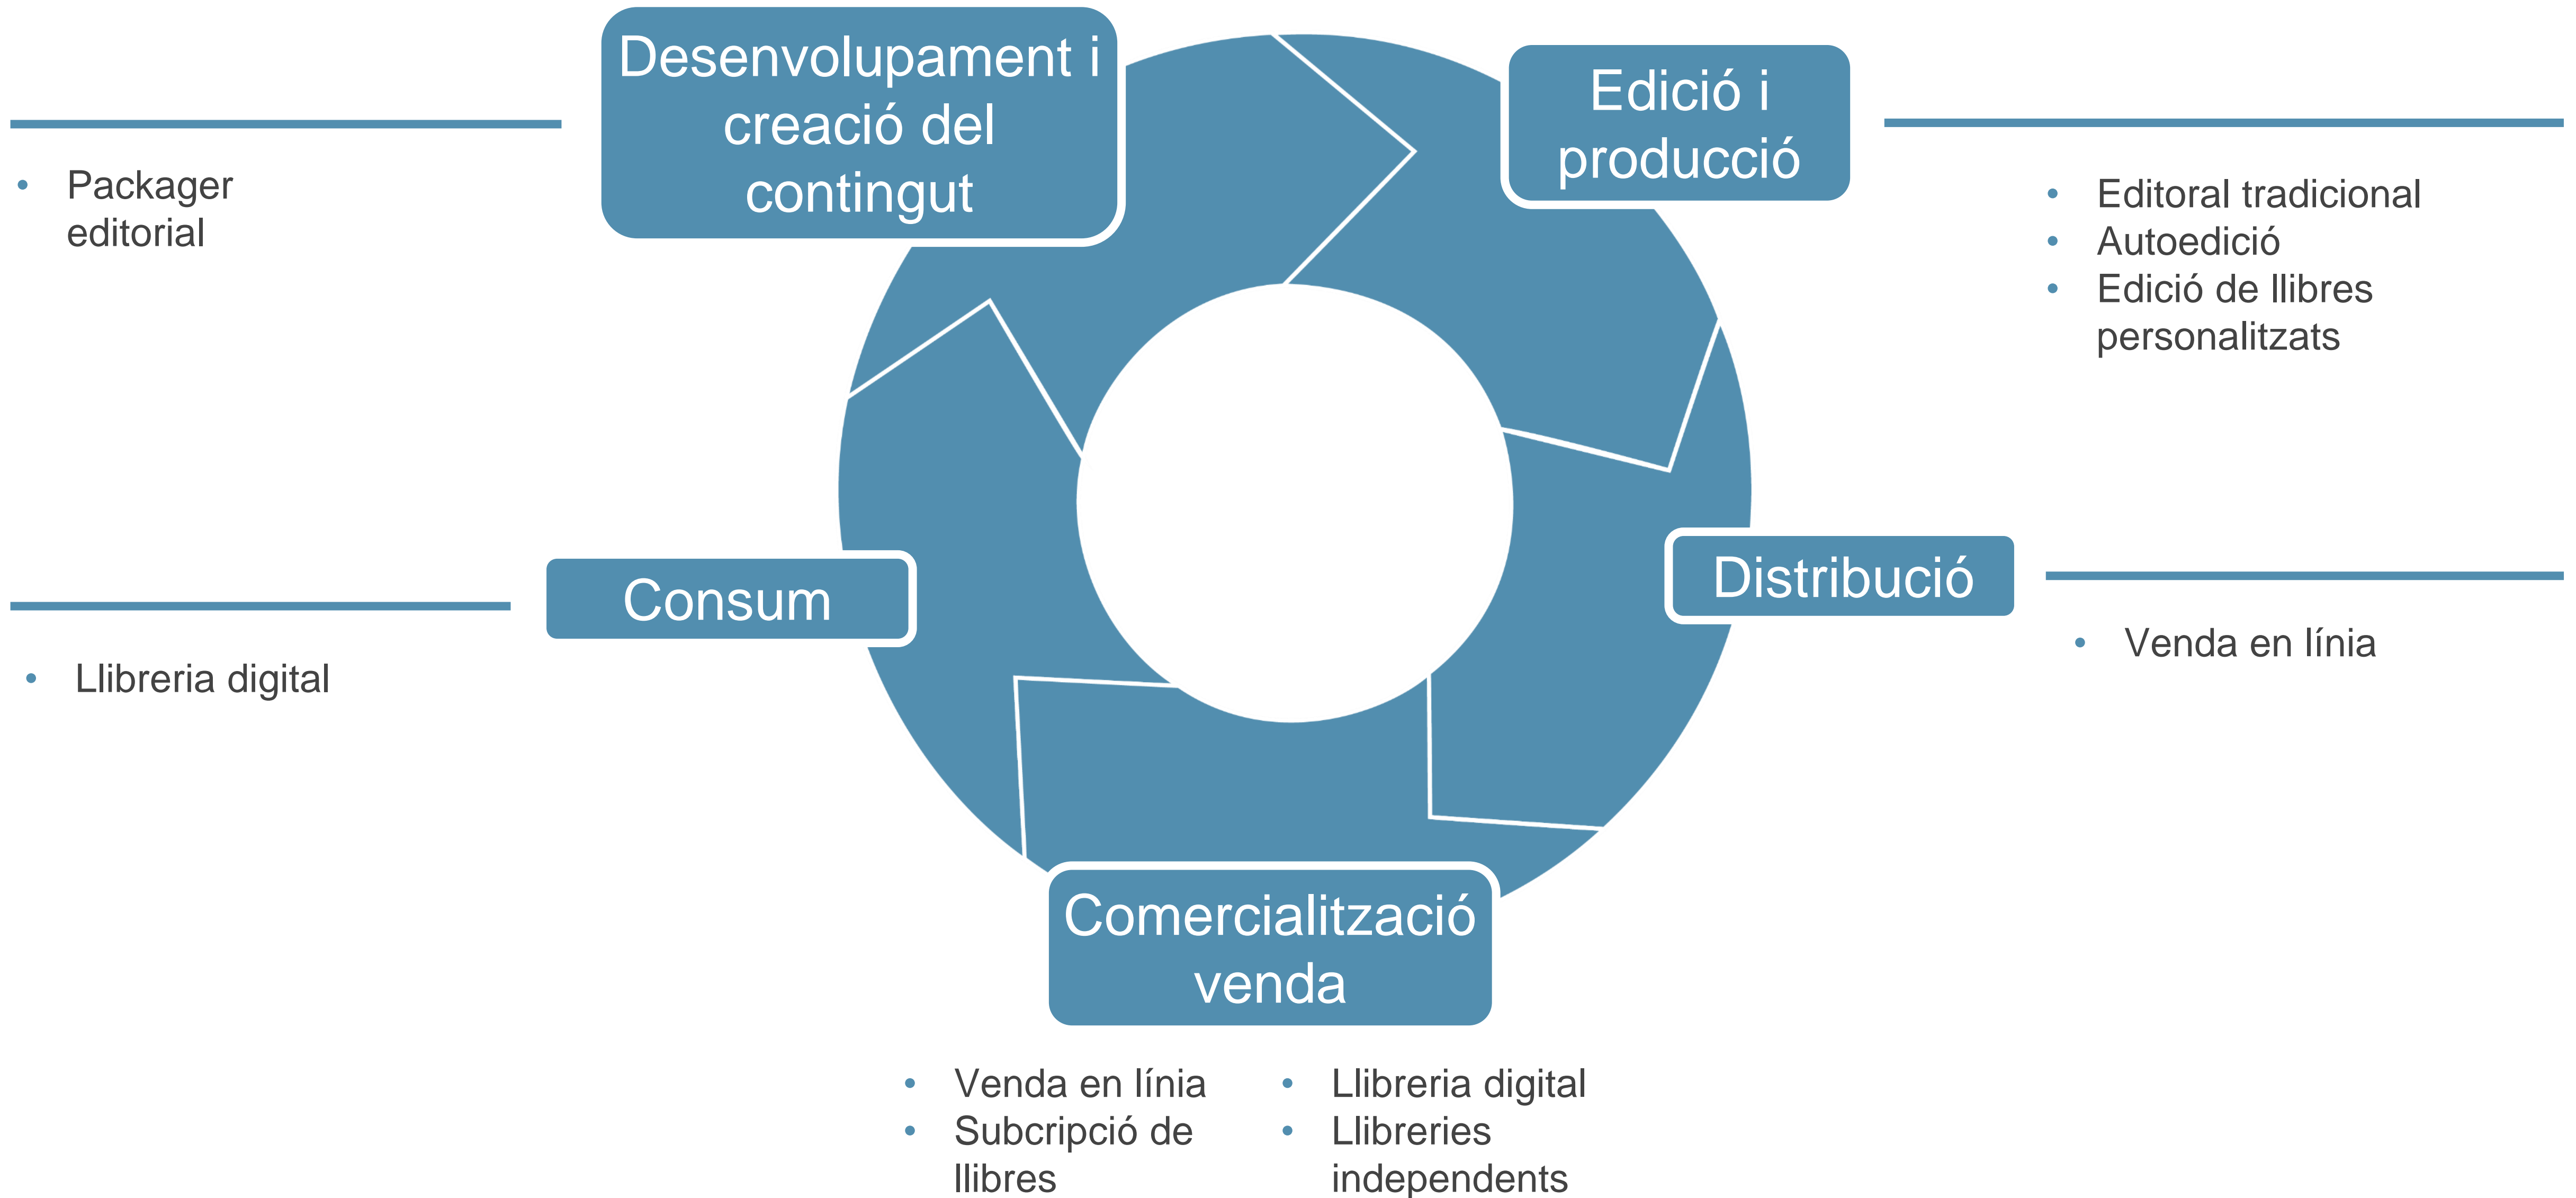 Desenvolupament i
creació del
contingut
Packager
editorial
Edició i
producció
Editoral tradicional
Autoedició
Edició de llibres
personalitzats
Distribució
Venda en línia
Comercialització
venda
Venda en línia
Subcripció de
llibres
Llibreria digital
Llibreries
independents
Consum
Llibreria digital